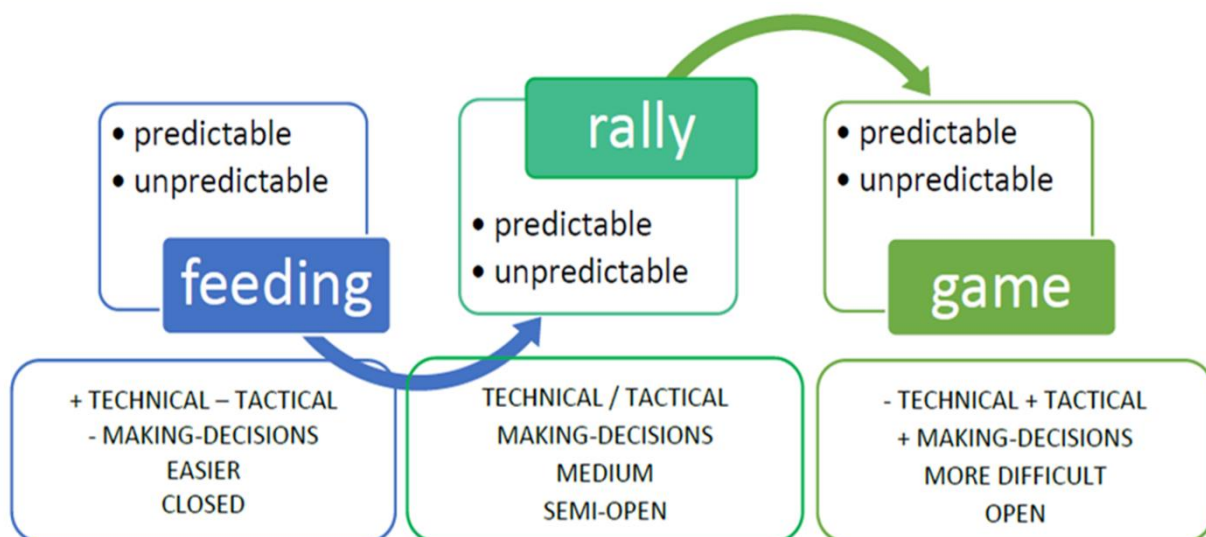 • predictable
• unpredictable
feeding
+ TECHNICAL – TACTICAL
- MAKING-DECISIONS
EASIER
CLOSED
rally
• predictable
• unpredictable
TECHNICAL / TACTICAL
MAKING-DECISIONS
MEDIUM
SEMI-OPEN
• predictable
• unpredictable
game
- TECHNICAL + TACTICAL
+ MAKING-DECISIONS
MORE DIFFICULT
OPEN